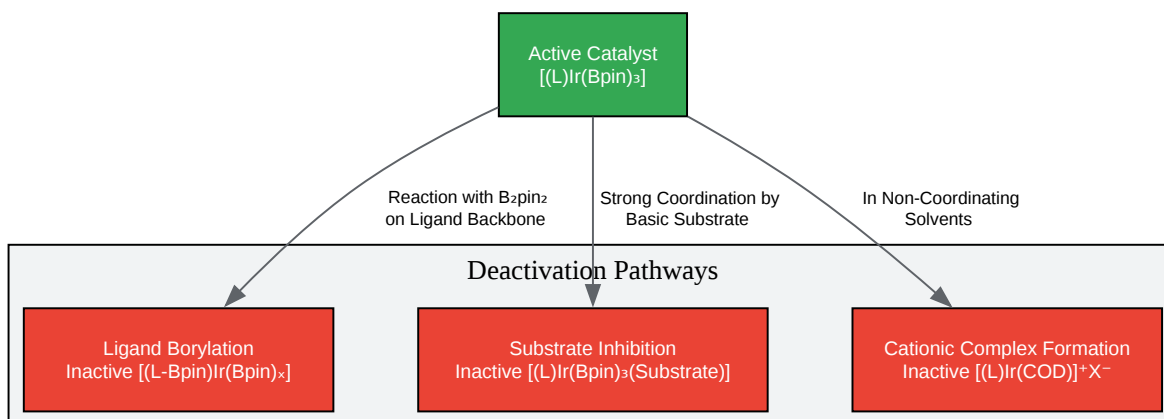 Active Catalyst
[(L)Ir(Bpin)₃]
Reaction with B₂pin₂
on Ligand Backbone
Strong Coordination by
Basic Substrate
In Non-Coordinating
Solvents
Deactivation Pathways
Ligand Borylation
Inactive [(L-Bpin)Ir(Bpin)ₓ]
Substrate Inhibition
Inactive [(L)Ir(Bpin)₃(Substrate)]
Cationic Complex Formation
Inactive [(L)Ir(COD)]⁺X⁻